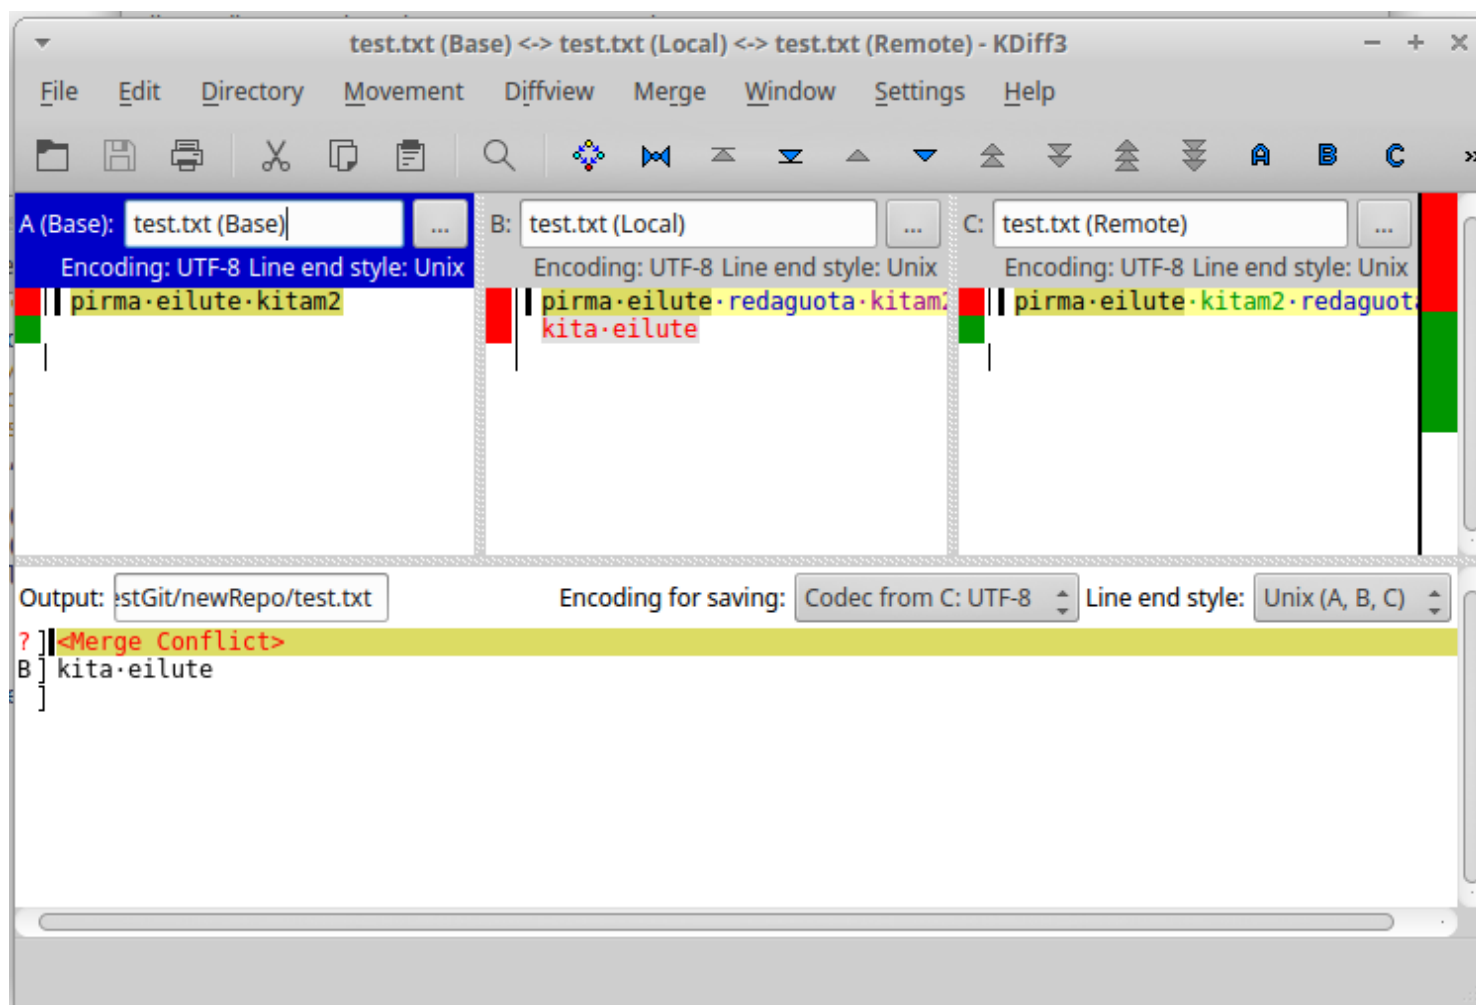 test.txt (Base) <-> test.txt (Local) <-> test.txt (Remote) - KDiff3
File Edit Directory Movement Diffview Merge Window Settings Help
A B C »
A (Base): test.txt (Base) ... B: test.txt (Local) ... C: test.txt (Remote) ...
Encoding: UTF-8 Line end style: Unix Encoding: UTF-8 Line end style: Unix Encoding: UTF-8 Line end style: Unix
pirma·eilute·kitam2 pirma·eilute·redaguota·kitam2 pirma·eilute·kitam2·redaguota
kita·eilute
Output: estGit/newRepo/test.txt Encoding for saving: Codec from C: UTF-8 Line end style: Unix (A, B, C)
? ] <Merge Conflict>
B ] kita·eilute
]